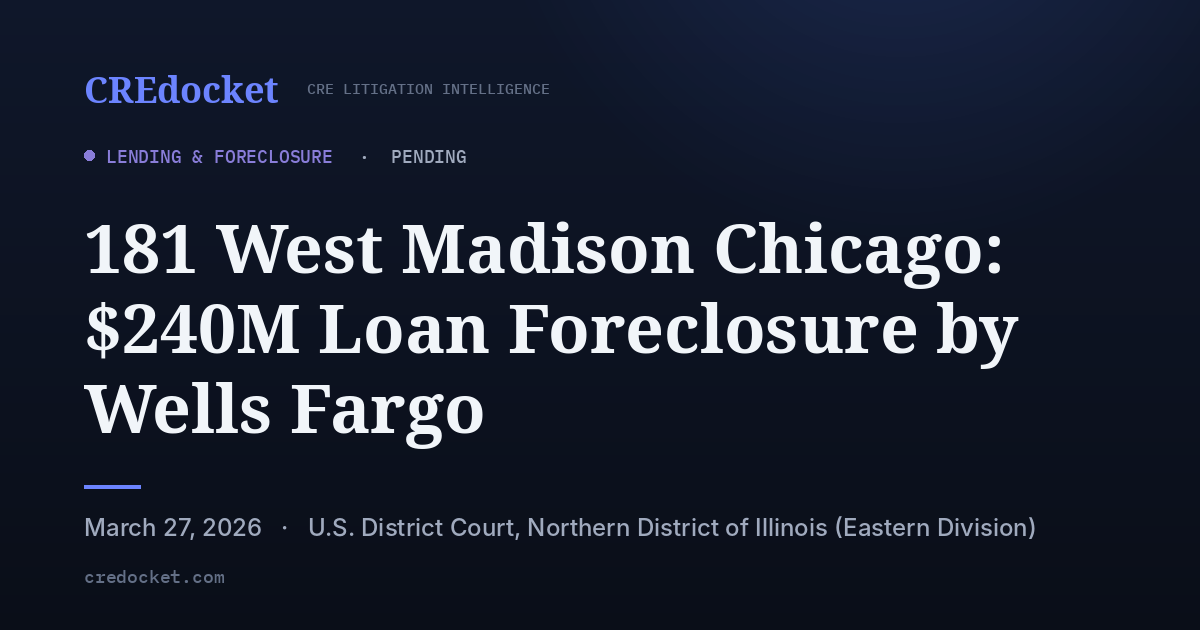 CREdocket CRE LITIGATION INTELLIGENCE
LENDING & FORECLOSURE · PENDING
181 West Madison Chicago:
$240M Loan Foreclosure by
Wells Fargo
March 27, 2026 · U.S. District Court, Northern District of Illinois (Eastern Division)
credocket.com